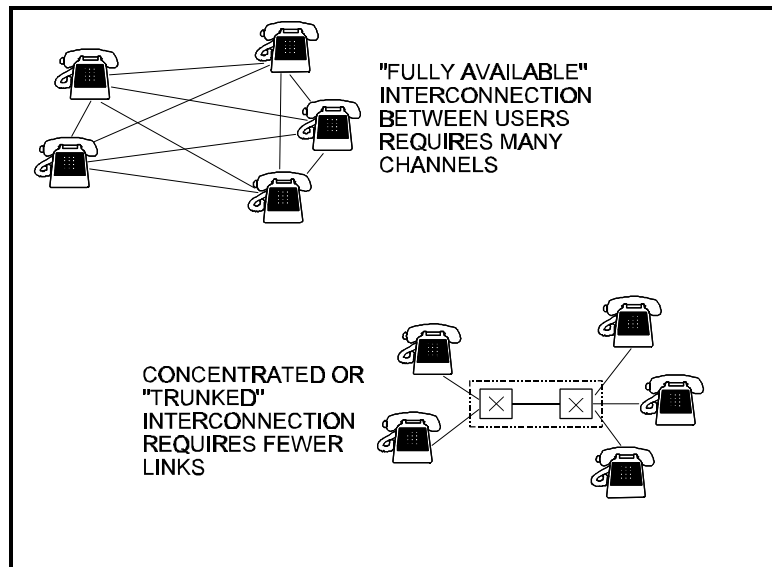 "FULLY AVAILABLE"
INTERCONNECTION
BETWEEN USERS
REQUIRES MANY
CHANNELS
CONCENTRATED OR
"TRUNKED"
INTERCONNECTION
REQUIRES FEWER
LINKS